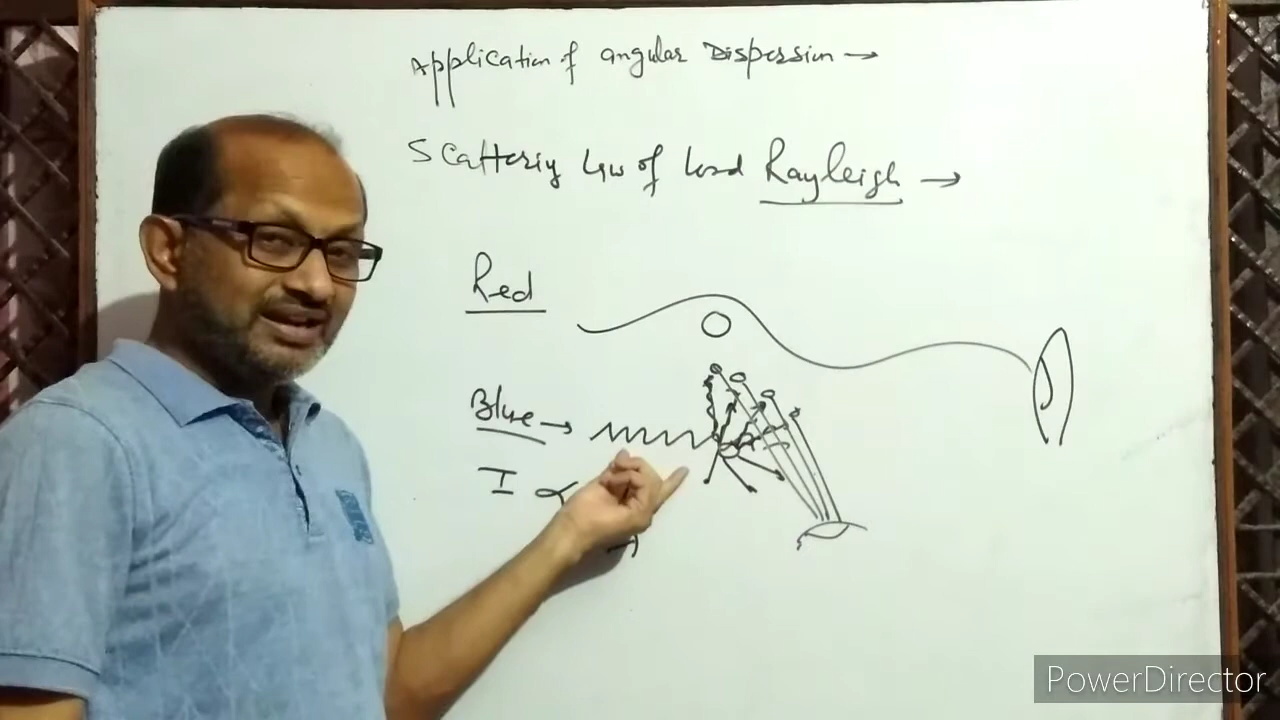 Application of angular Dispersion →
Scattering law of Lord Rayleigh →
Red
Blue →
I ∝
PowerDirector